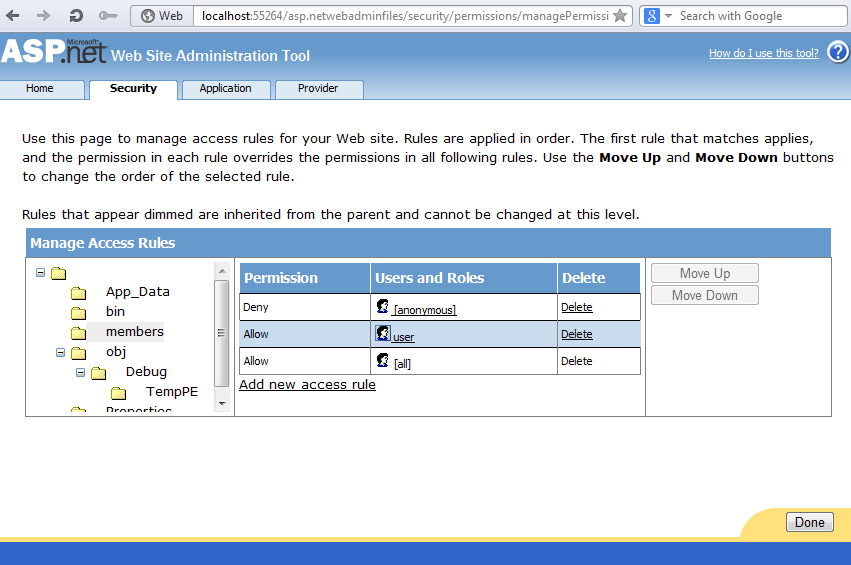 Web
localhost:55264/asp.netwebadminfiles/security/permissions/managePermissi
Search with Google
Microsoft
ASP.net Web Site Administration Tool
How do I use this tool?
?
Home
Security
Application
Provider
Use this page to manage access rules for your Web site. Rules are applied in order. The first rule that matches applies,
and the permission in each rule overrides the permissions in all following rules. Use the Move Up and Move Down buttons
to change the order of the selected rule.
Rules that appear dimmed are inherited from the parent and cannot be changed at this level.
Manage Access Rules
App_Data
bin
members
obj
Debug
TempPE
Properties
Permission Users and Roles Delete
Deny [anonymous] Delete
Allow user Delete
Allow [all] Delete
Add new access rule
Move Up
Move Down
Done